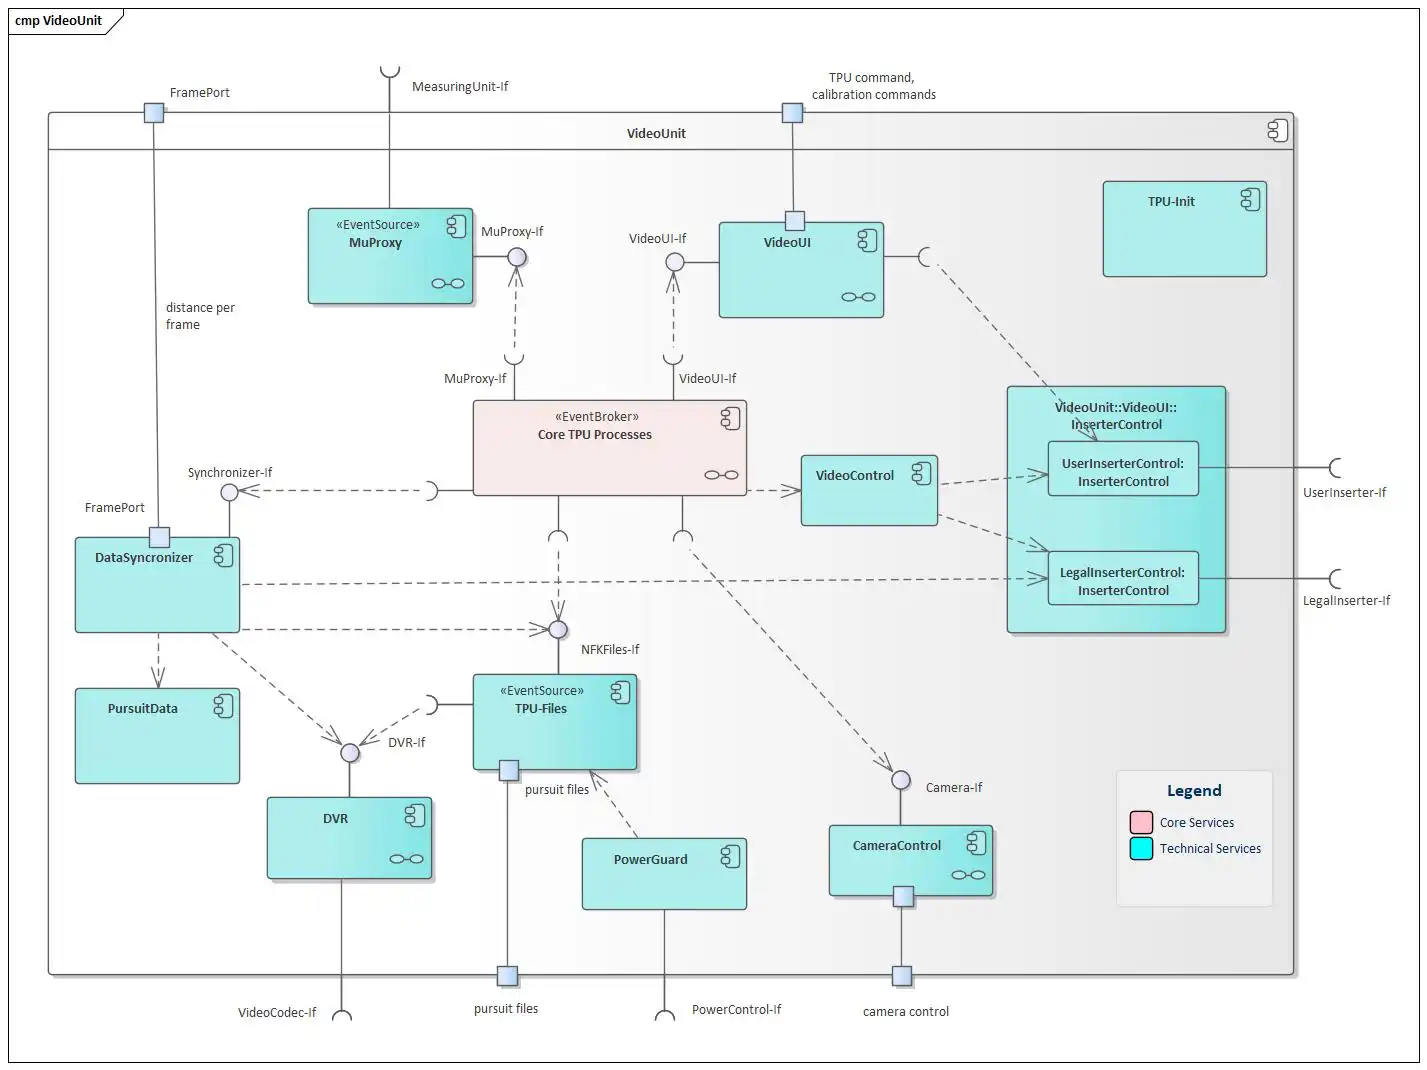 cmp VideoUnit
MeasuringUnit-If
FramePort
TPU command,
calibration commands
VideoUnit
«EventSource»
MuProxy
MuProxy-If
VideoUI-If
VideoUI
TPU-Init
distance per
frame
MuProxy-If
VideoUI-If
«EventBroker»
Core TPU Processes
VideoUnit::VideoUI::
InserterControl
Synchronizer-If
VideoControl
UserInserterControl:
InserterControl
UserInserter-If
FramePort
DataSyncronizer
LegalInserterControl:
InserterControl
LegalInserter-If
NFKFiles-If
PursuitData
«EventSource»
TPU-Files
DVR-If
pursuit files
Camera-If
DVR
PowerGuard
CameraControl
Legend
Core Services
Technical Services
VideoCodec-If
pursuit files
PowerControl-If
camera control